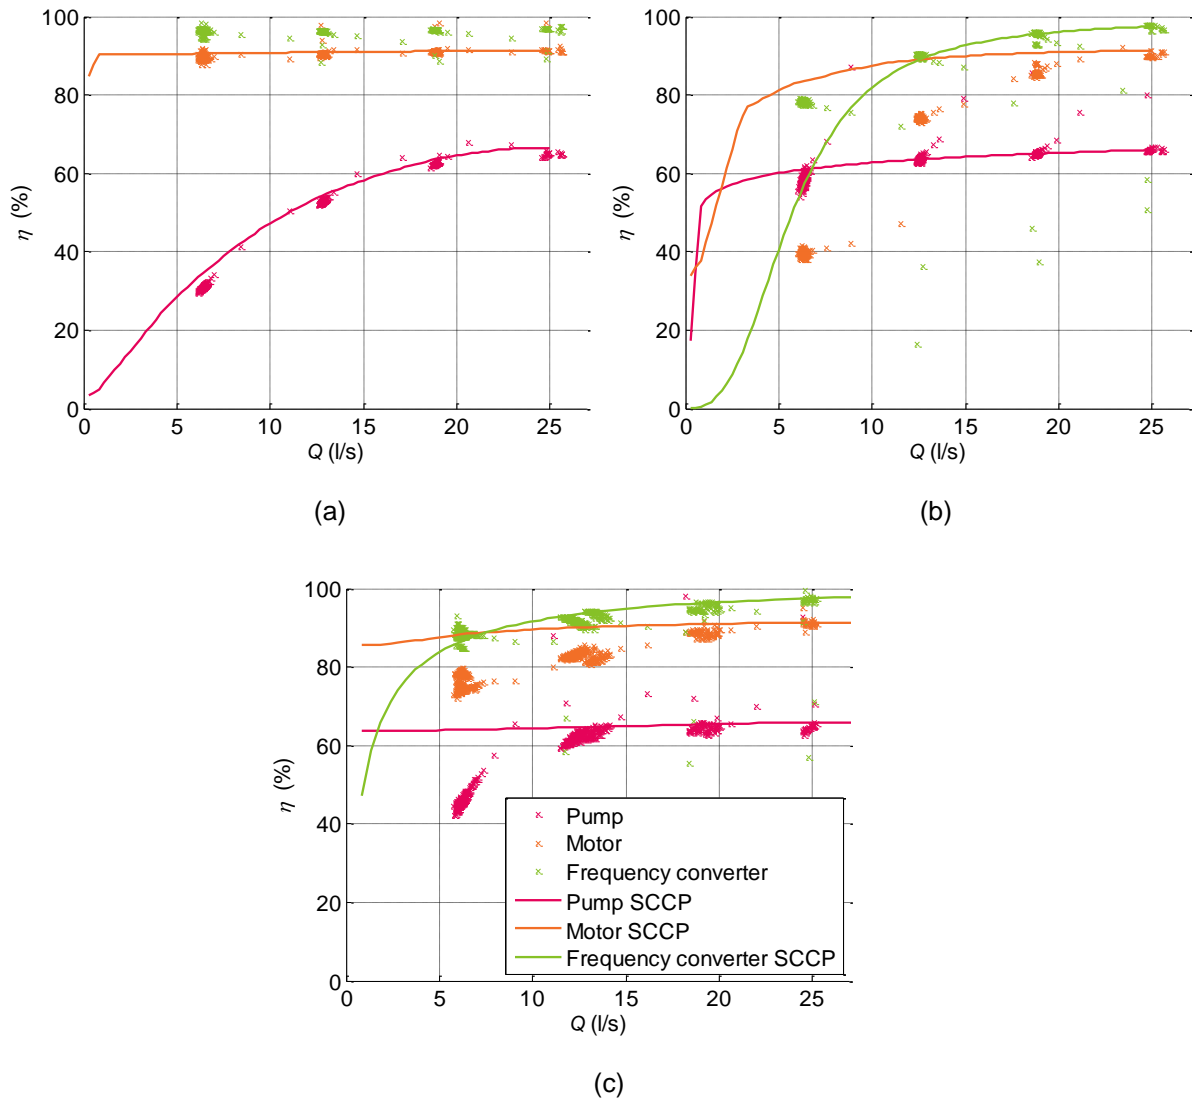 100
80
60
40
20
0
η (%)
0 5 10 15 20 25
Q (l/s)
(a)
100
80
60
40
20
0
η (%)
0 5 10 15 20 25
Q (l/s)
(b)
100
80
60
40
20
0
η (%)
0 5 10 15 20 25
Q (l/s)
Pump
Motor
Frequency converter
Pump SCCP
Motor SCCP
Frequency converter SCCP
(c)